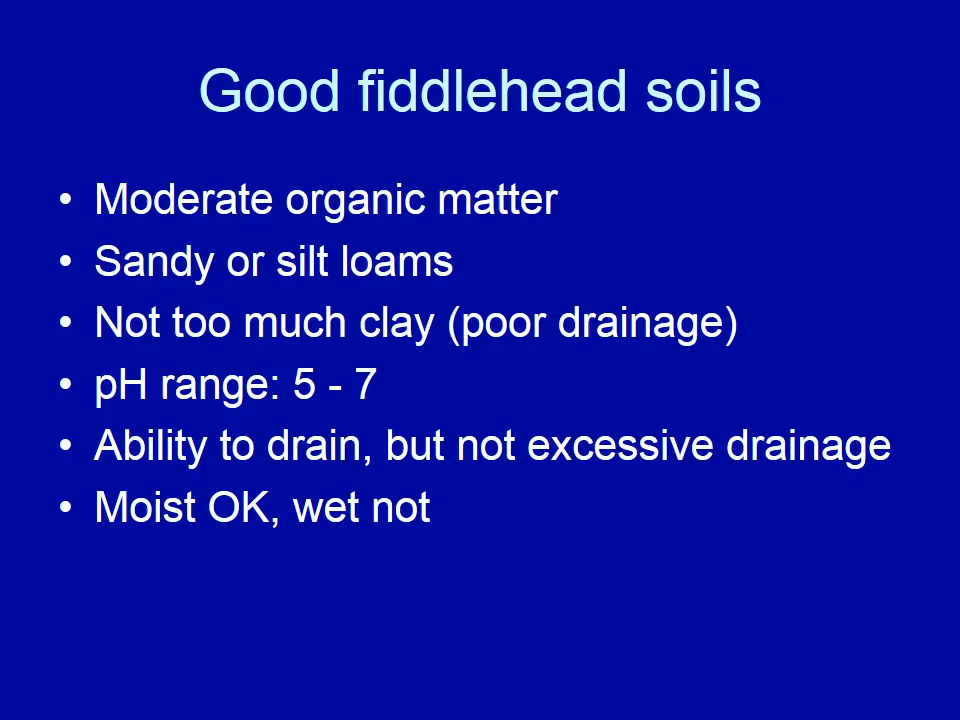 Good fiddlehead soils
• Moderate organic matter
• Sandy or silt loams
• Not too much clay (poor drainage)
• pH range: 5 - 7
• Ability to drain, but not excessive drainage
• Moist OK, wet not